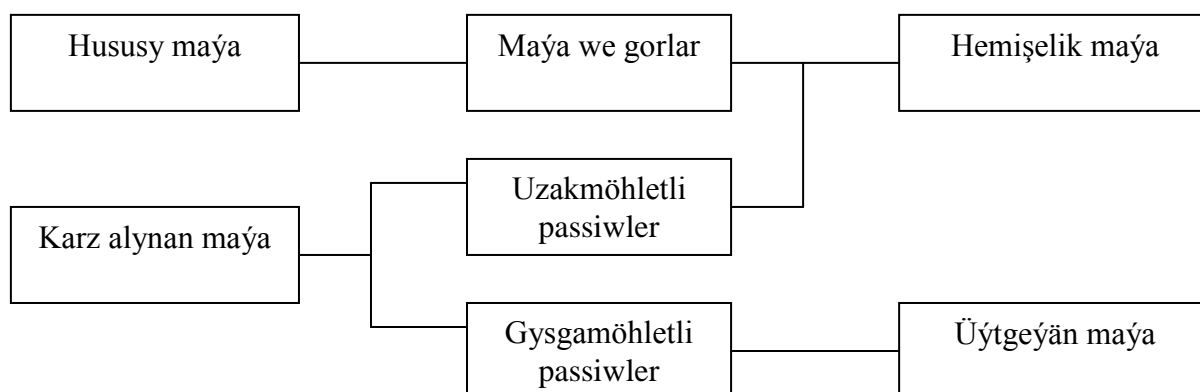 Hususy maýa
Maýa we gorlar
Hemişelik maýa
Uzakmöhletli
passiwler
Karz alynan maýa
Gysgamöhletli
passiwler
Üýtgeýän maýa